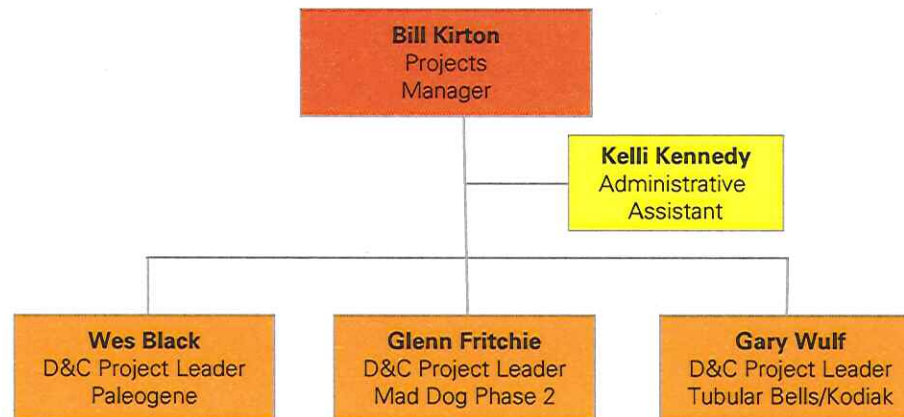 Bill Kirton
Projects
Manager
Kelli Kennedy
Administrative
Assistant
Wes Black
D&C Project Leader
Paleogene
Glenn Fritchie
D&C Project Leader
Mad Dog Phase 2
Gary Wulf
D&C Project Leader
Tubular Bells/Kodiak